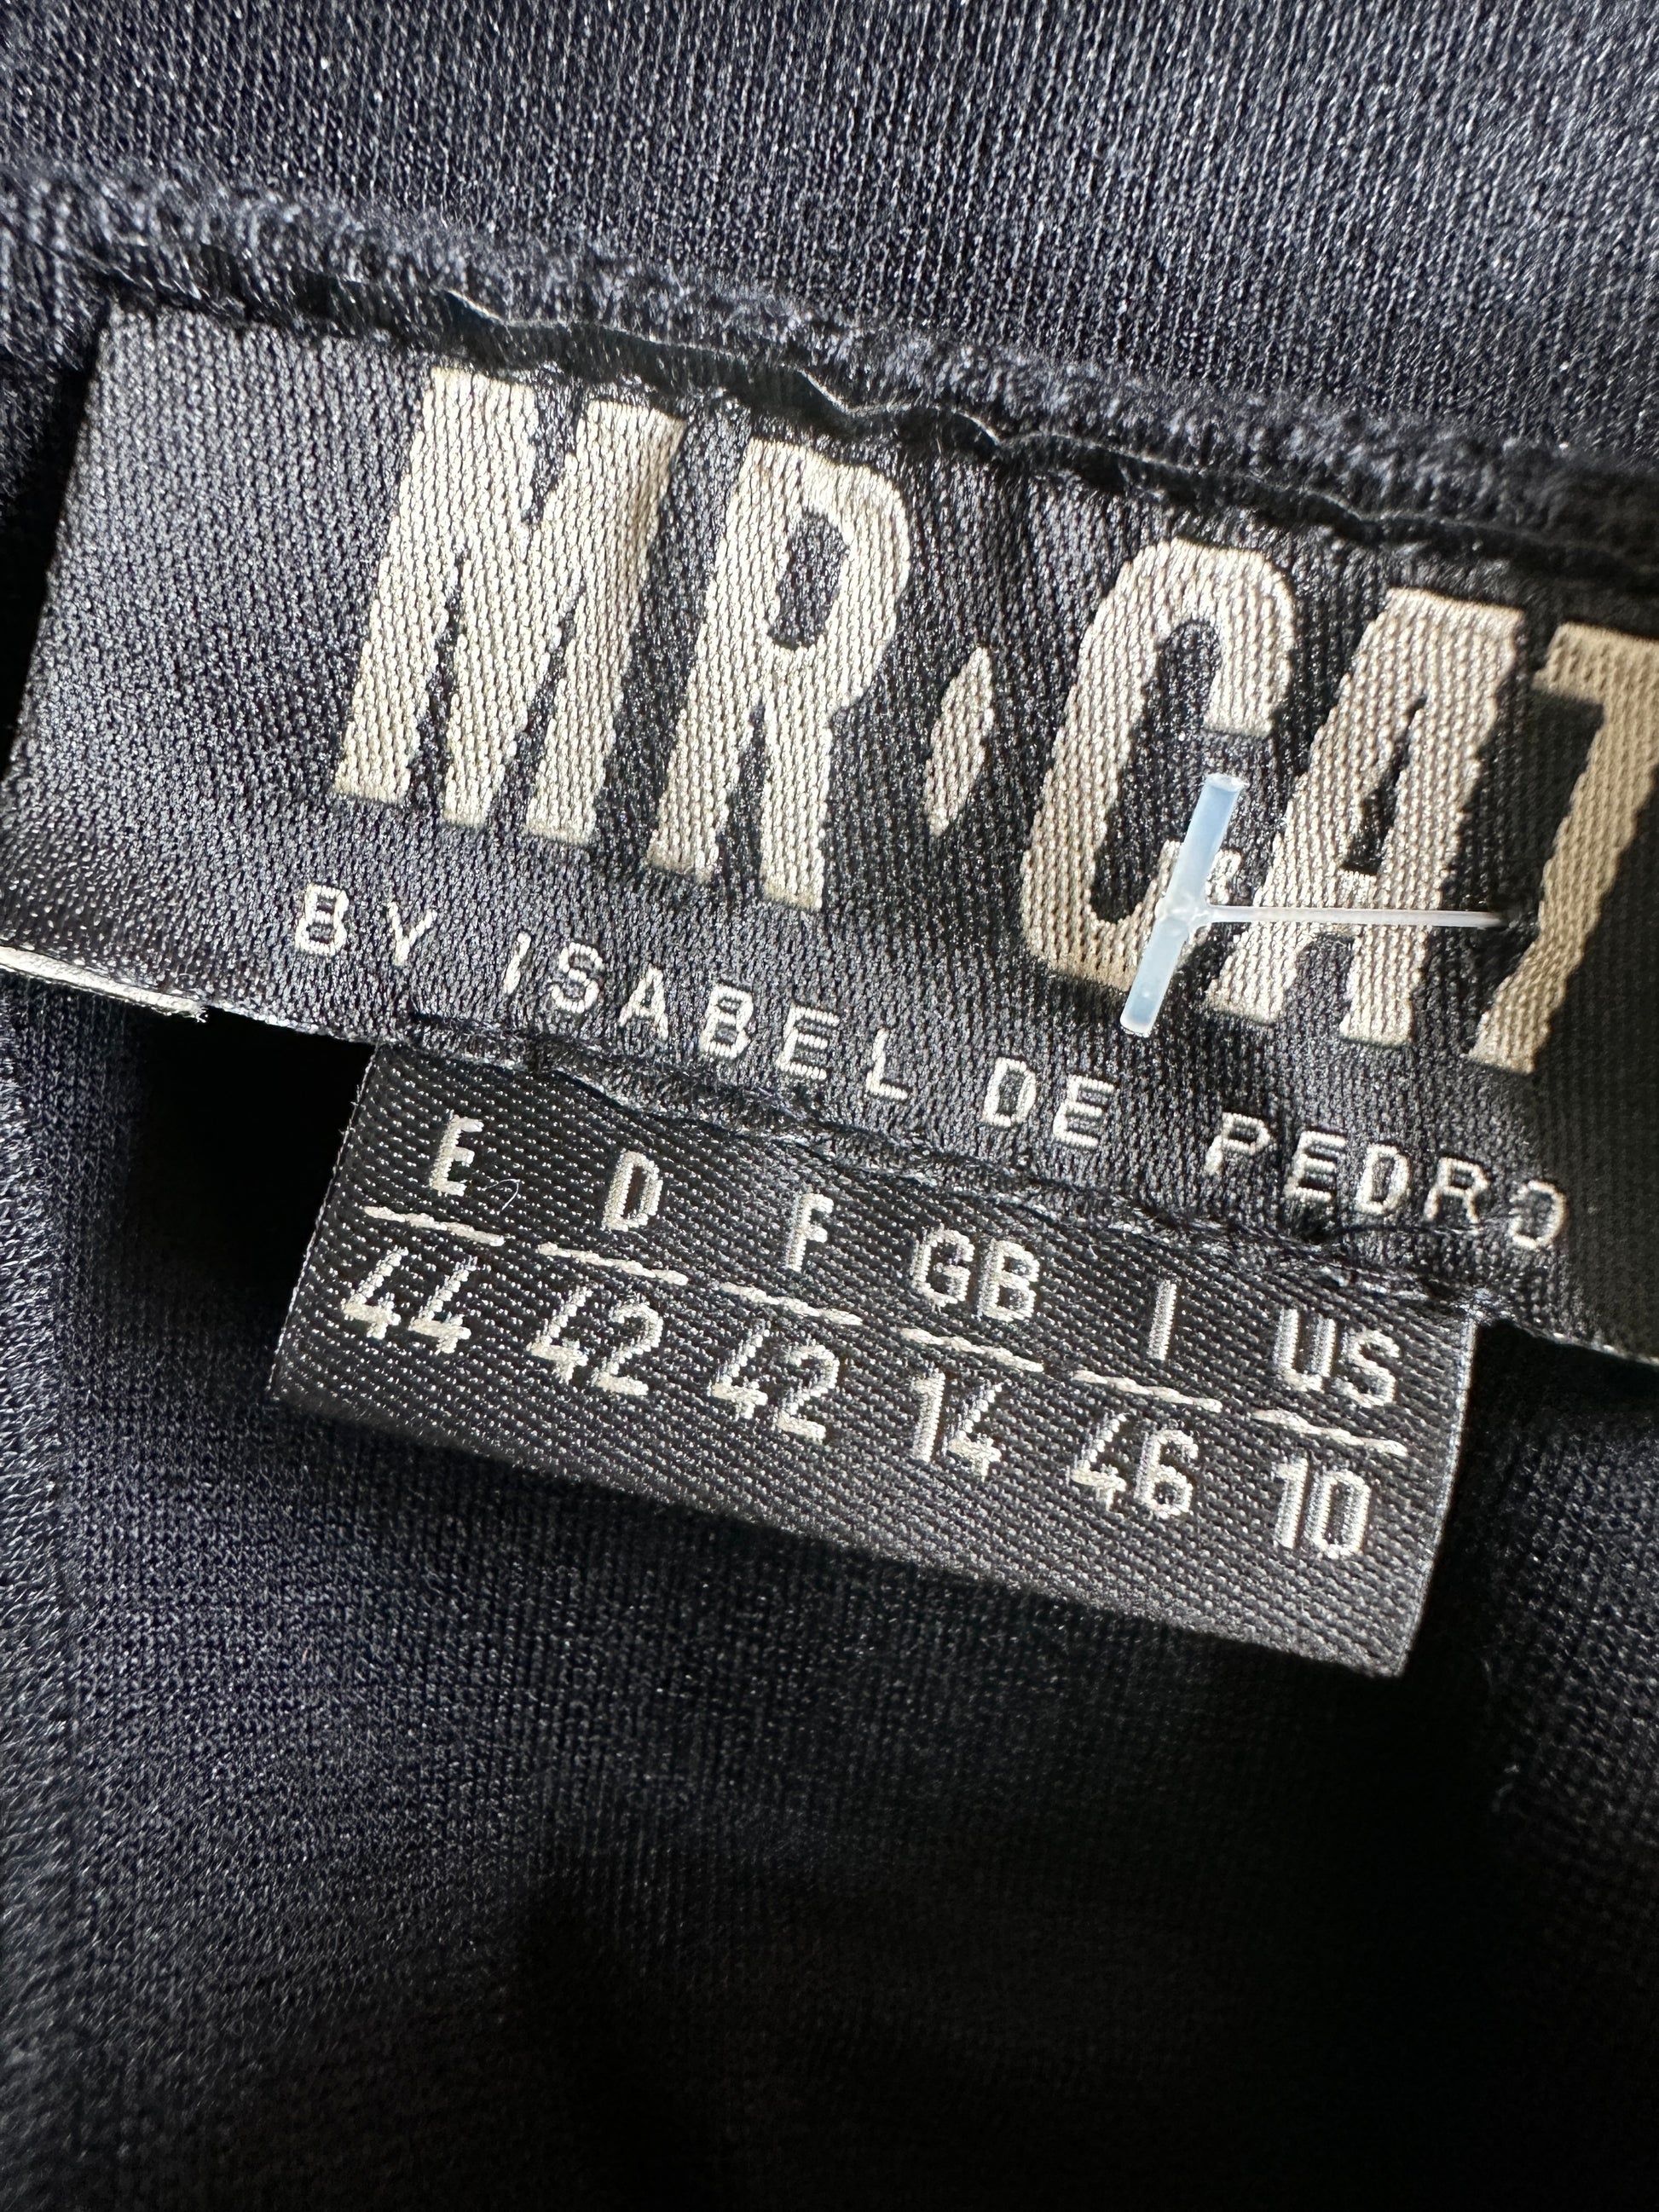 MR·CAT
BY ISABEL DE PEDRO
E D F GB I US
44 42 42 14 46 10